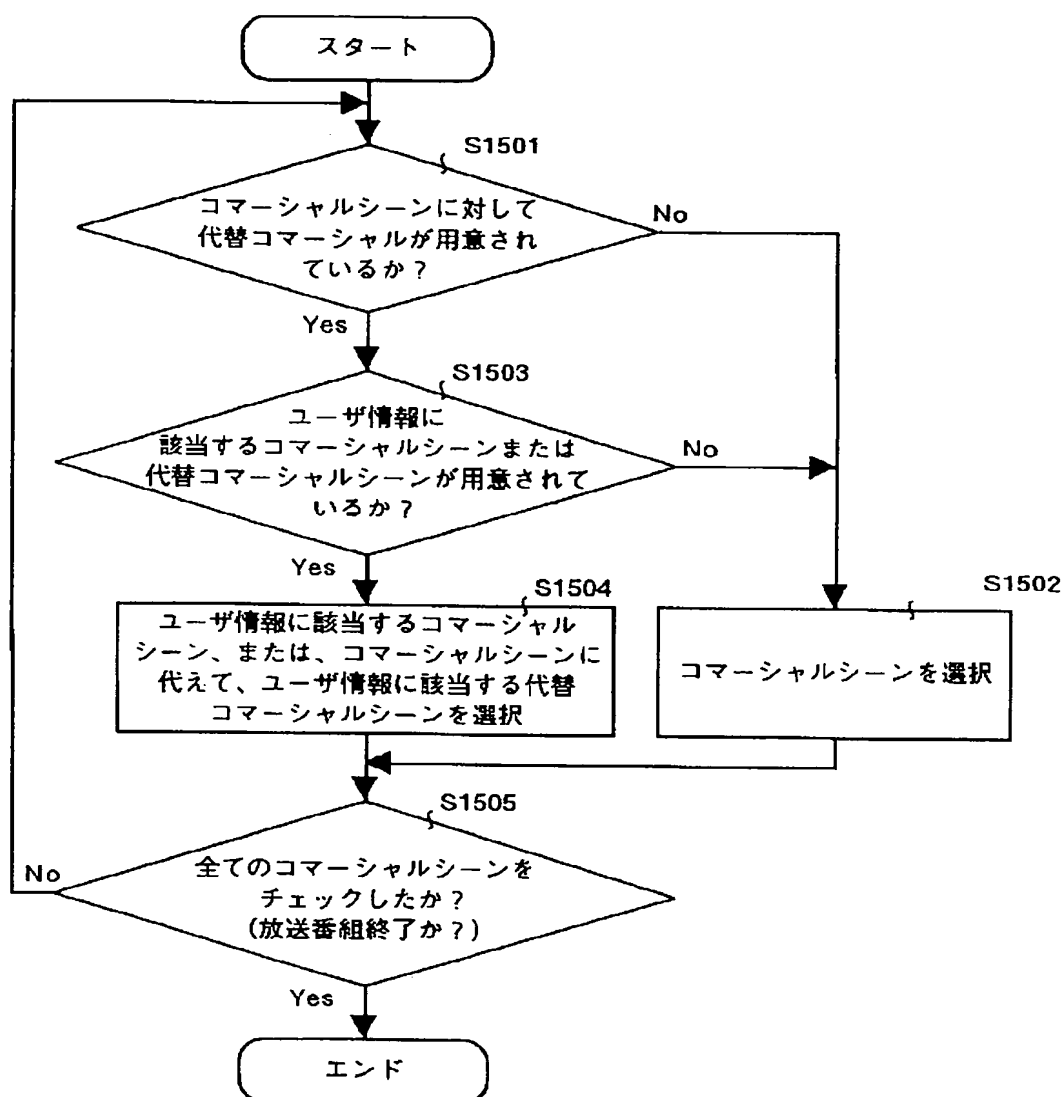 スタート
S1501
コマーシャルシーンに対して
代替コマーシャルが用意され
ているか？
No
Yes
S1503
ユーザ情報に
該当するコマーシャルシーンまたは
代替コマーシャルシーンが用意されて
いるか？
No
Yes
S1504
ユーザ情報に該当するコマーシャル
シーン、または、コマーシャルシーンに
代えて、ユーザ情報に該当する代替
コマーシャルシーンを選択
S1502
コマーシャルシーンを選択
S1505
全てのコマーシャルシーンを
チェックしたか？
(放送番組終了か？)
No
Yes
エンド